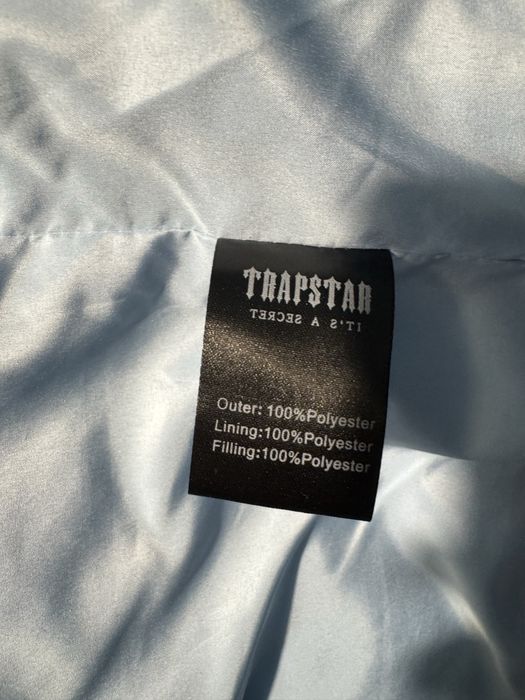 TRAPSTAR
IT'S A SECRET
Outer: 100%Polyester
Lining:100%Polyester
Filling:100%Polyester